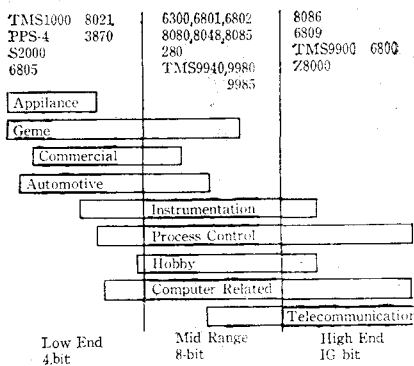 TMS1000 8021
PPS-4 3870
S2000
6805
6300,6801,6802
8080,8048,8085
280
TMS9940,9980
9985
8086
6809
TMS9900 6800
Z8000
Appilance
Geme
Commercial
Automotive
Instrumentation
Process Control
Hobby
Computer Related
Telecommunication
Low End
4.bit
Mid Range
8-bit
High End
IG bit